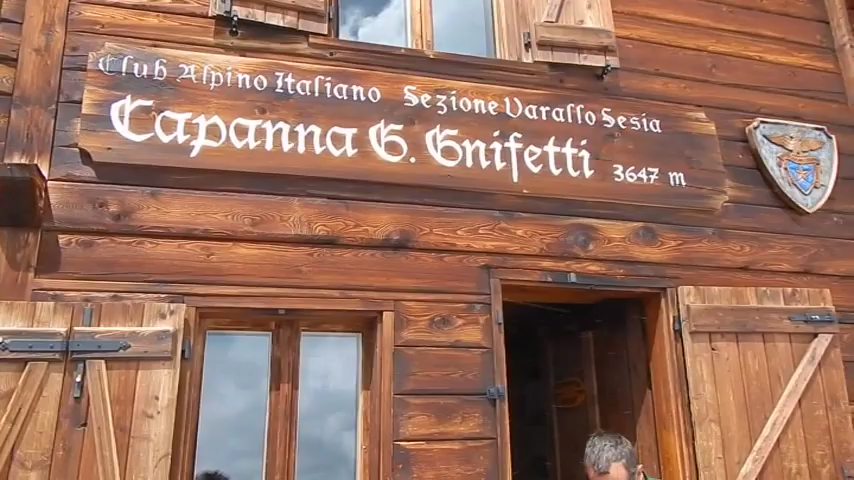 Club Alpino Italiano Sezione Varallo Sesia
Capanna G. Gnifetti 3647 m